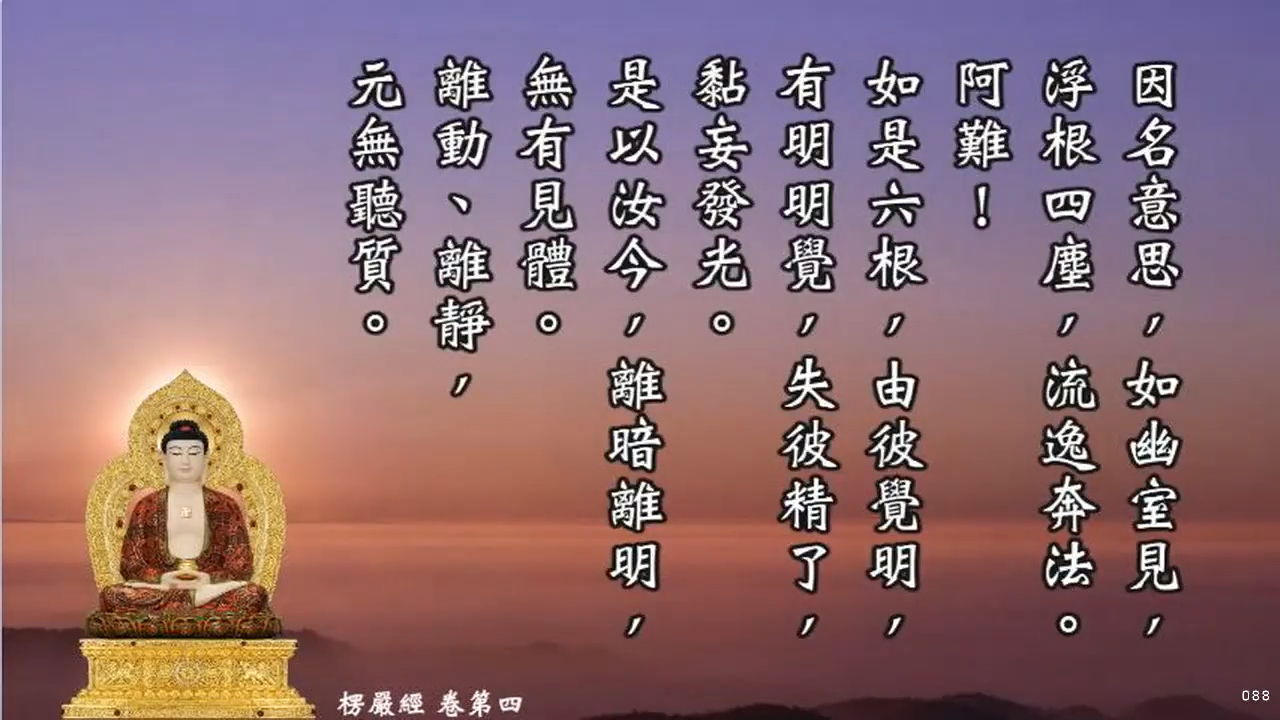 因名意思，如幽室見，
浮根四塵，流逸奔法。
阿難！
如是六根，由彼覺明，
有明明覺，失彼精了，
黏妄發光。
是以汝今，離暗離明，
無有見體。
離動、離靜，
元無聽質。
楞嚴經 卷第四
088